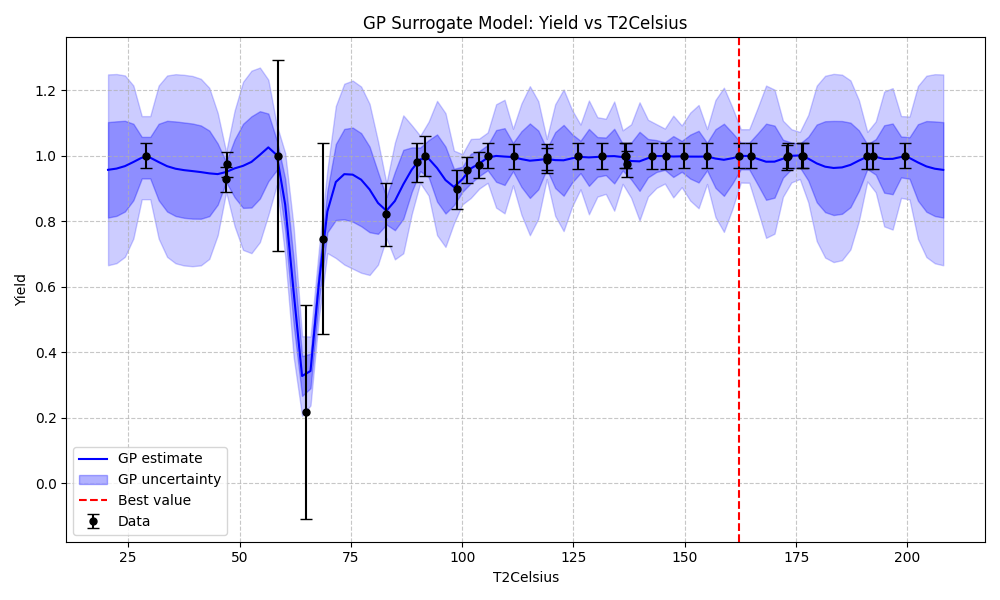 GP Surrogate Model: Yield vs T2Celsius
Yield
1.2
1.0
0.8
0.6
0.4
0.2
0.0
GP estimate
GP uncertainty
Best value
Data
25 50 75 100 125 150 175 200
T2Celsius